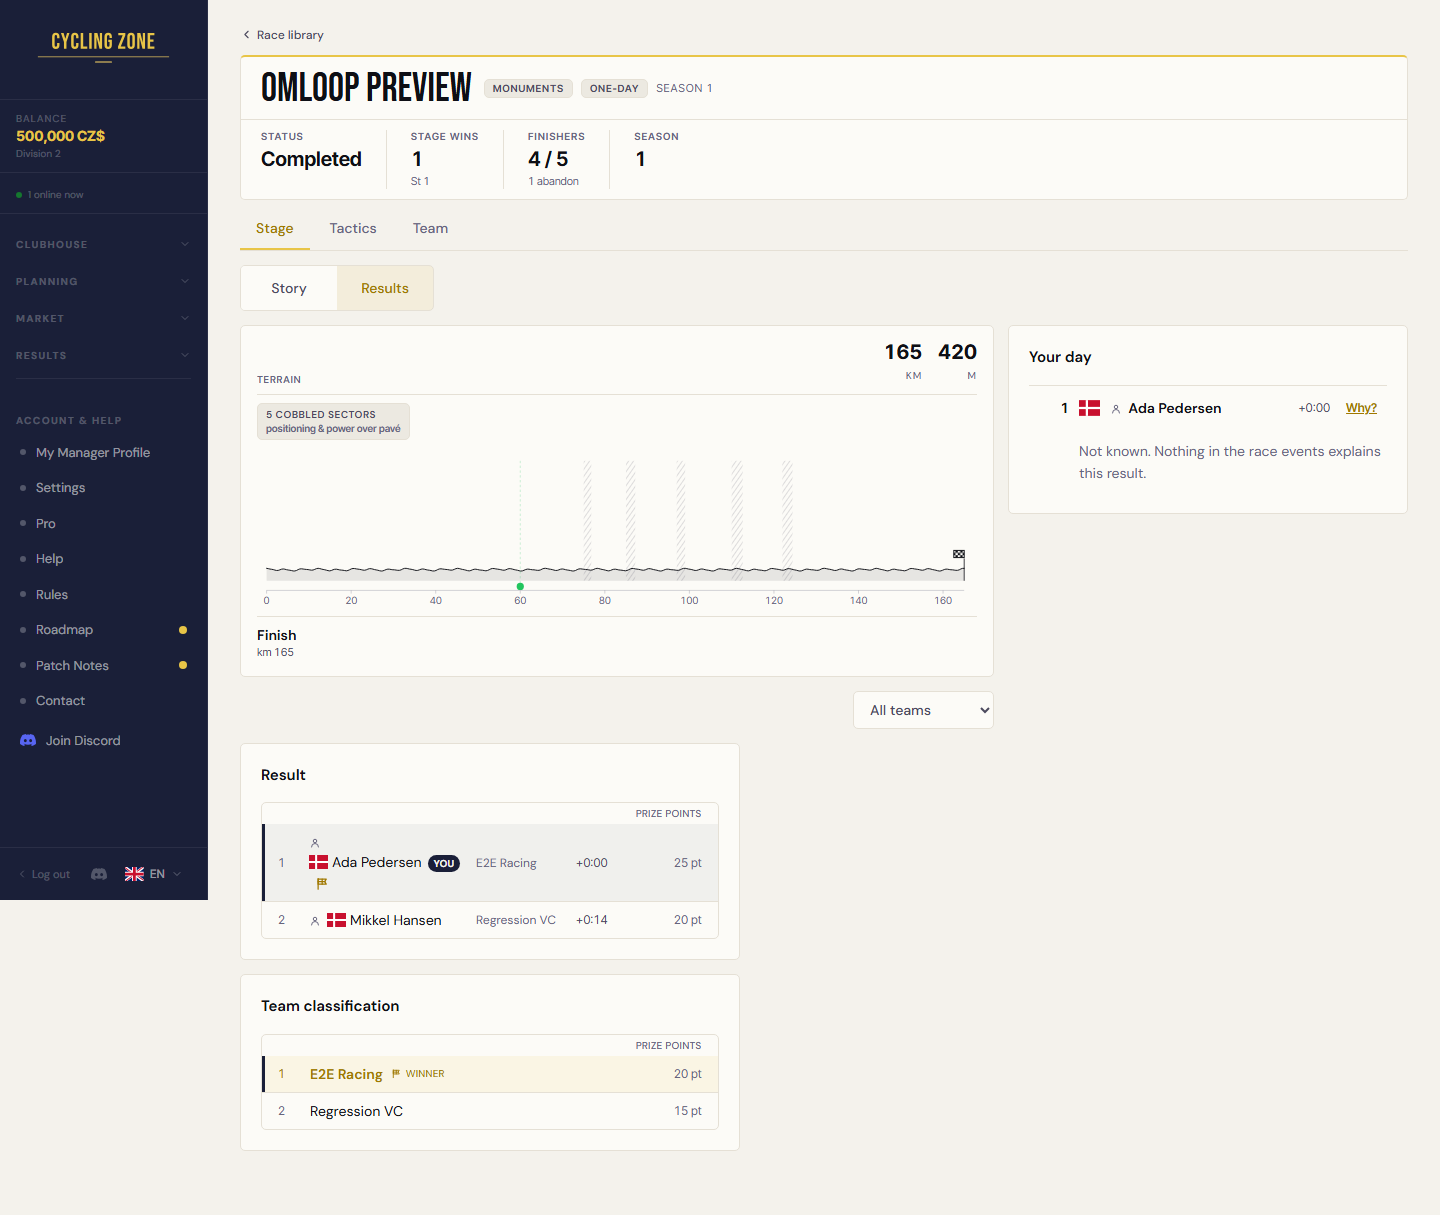 CYCLING ZONE
BALANCE
500,000 CZ$
Division 2
1 online now
CLUBHOUSE
PLANNING
MARKET
RESULTS
ACCOUNT & HELP
My Manager Profile
Settings
Pro
Help
Rules
Roadmap
Patch Notes
Contact
Join Discord
Log out
EN
Race library
OMLOOP PREVIEW MONUMENTS ONE-DAY SEASON 1
STATUS STAGE WINS FINISHERS SEASON
Completed 1 4 / 5 1
St 1 1 abandon
Stage Tactics Team
Story Results
165 420
TERRAIN KM M
5 COBBLED SECTORS
positioning & power over pavé
0 20 40 60 80 100 120 140 160
Finish
km 165
Your day
1 Ada Pedersen +0:00 Why?
Not known. Nothing in the race events explains
this result.
All teams
Result
PRIZE POINTS
1 Ada Pedersen YOU E2E Racing +0:00 25 pt
2 Mikkel Hansen Regression VC +0:14 20 pt
Team classification
PRIZE POINTS
1 E2E Racing WINNER 20 pt
2 Regression VC 15 pt